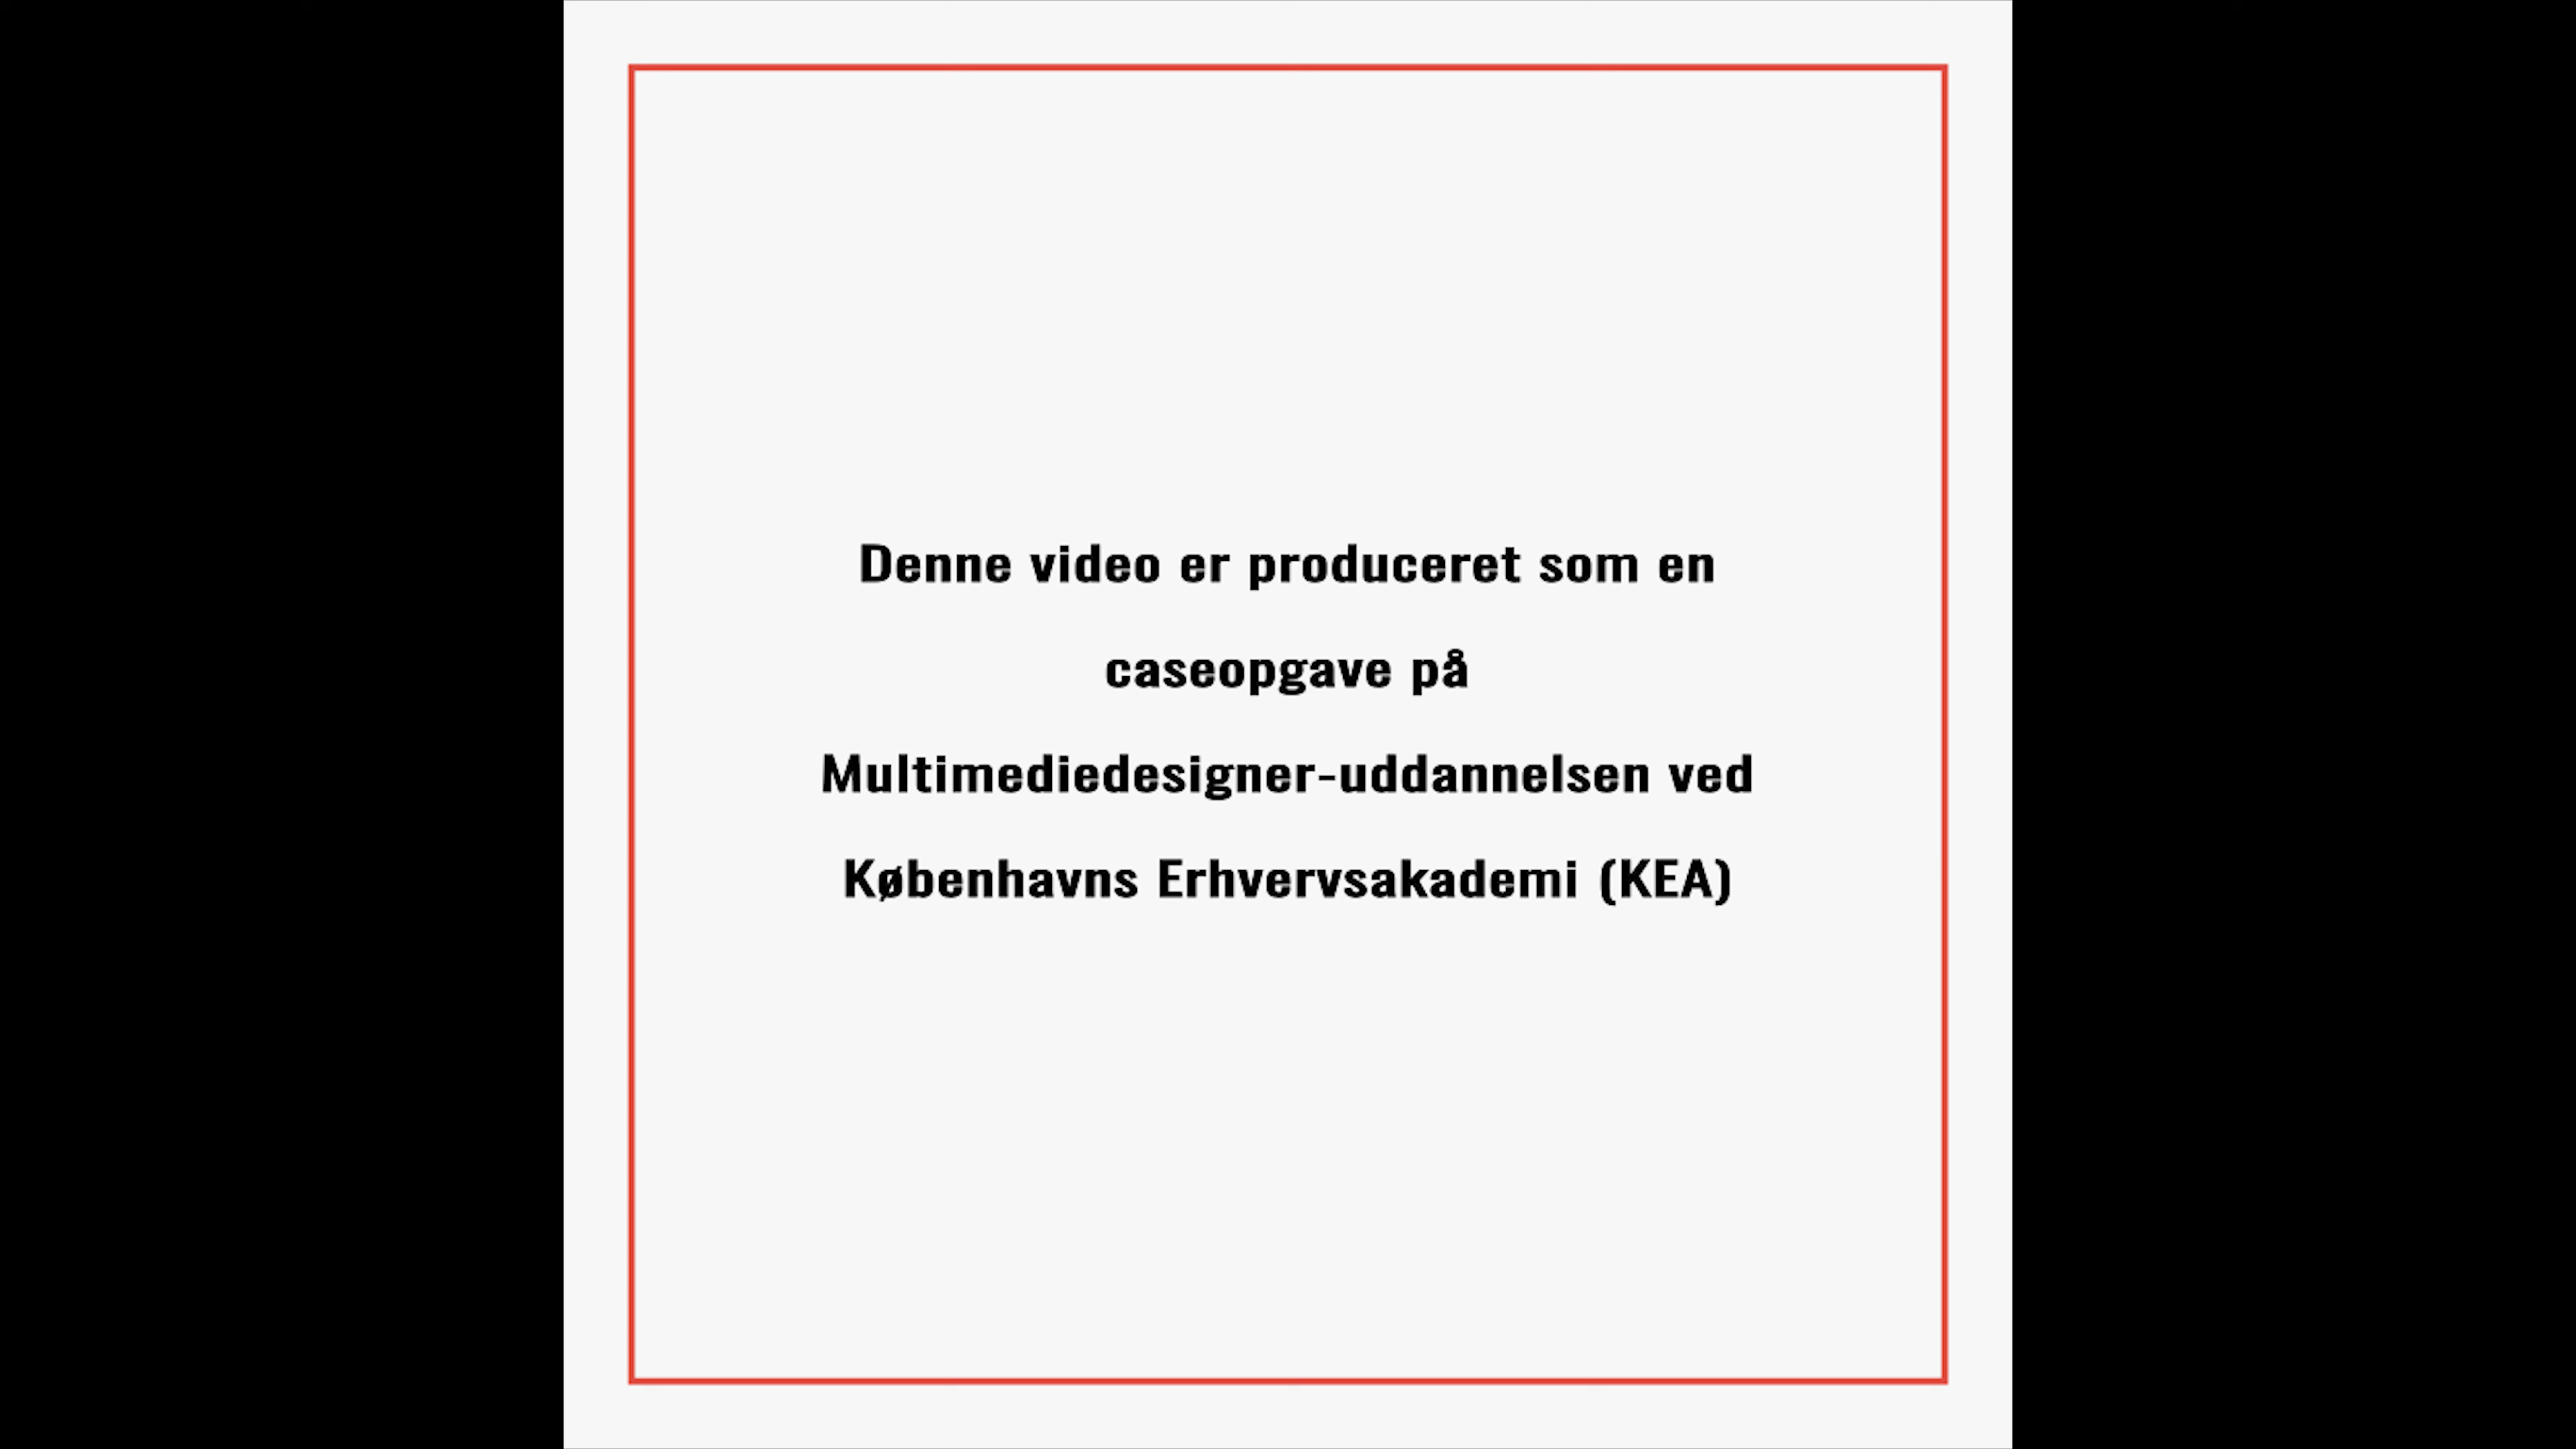 Denne video er produceret som en
caseopgave på
Multimediedesigner-uddannelsen ved
Københavns Erhvervsakademi (KEA)